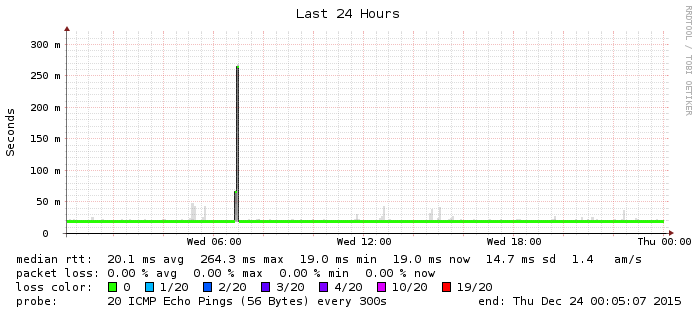 Last 24 Hours
RRDTOOL / TOBI OETIKER
Seconds
300 m
250 m
200 m
150 m
100 m
50 m
0
Wed 06:00 Wed 12:00 Wed 18:00 Thu 00:00
median rtt: 20.1 ms avg 264.3 ms max 19.0 ms min 19.0 ms now 14.7 ms sd 1.4 am/s
packet loss: 0.00 % avg 0.00 % max 0.00 % min 0.00 % now
loss color: 0 1/20 2/20 3/20 4/20 10/20 19/20
probe: 20 ICMP Echo Pings (56 Bytes) every 300s end: Thu Dec 24 00:05:07 2015